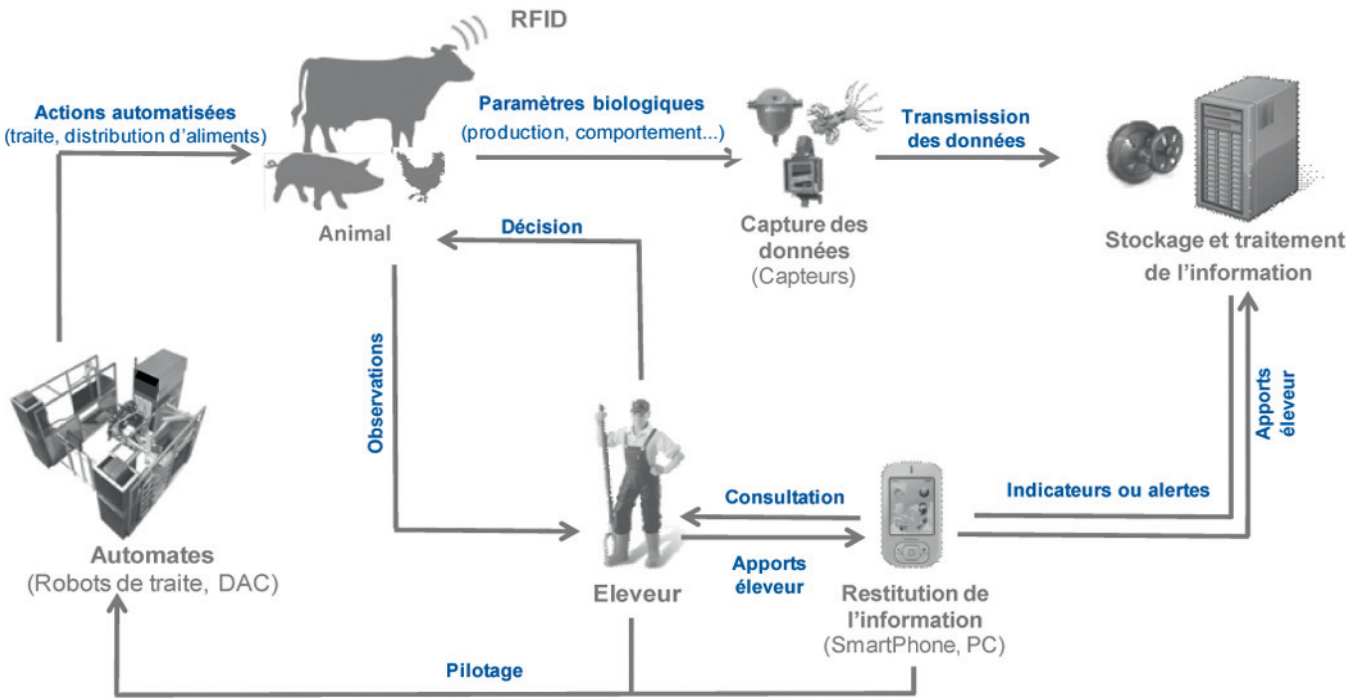 RFID
Actions automatisées
(traite, distribution d'aliments)
Paramètres biologiques
(production, comportement...)
Transmission
des données
Animal
Décision
Capture des
données
(Capteurs)
Stockage et traitement
de l'information
Observations
Apports
éleveur
Automates
(Robots de traite, DAC)
Consultation
Indicateurs ou alertes
Apports
éleveur
Eleveur
Restitution de
l'information
(SmartPhone, PC)
Pilotage